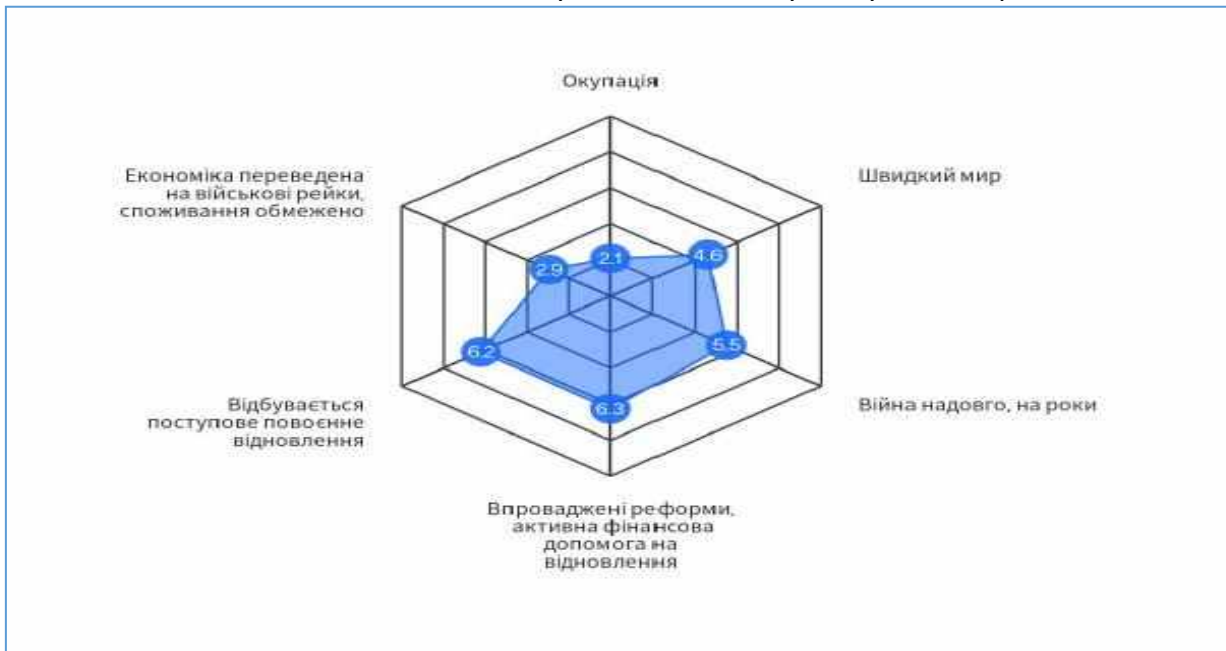 Окупація
Економіка переведена
на військові рейки,
споживання обмежено
Швидкий мир
2.1
4.6
2.9
5.5
6.2
6.3
Відбувається
поступове повоєнне
відновлення
Війна надовго, на роки
Впроваджені реформи,
активна фінансова
допомога на
відновлення